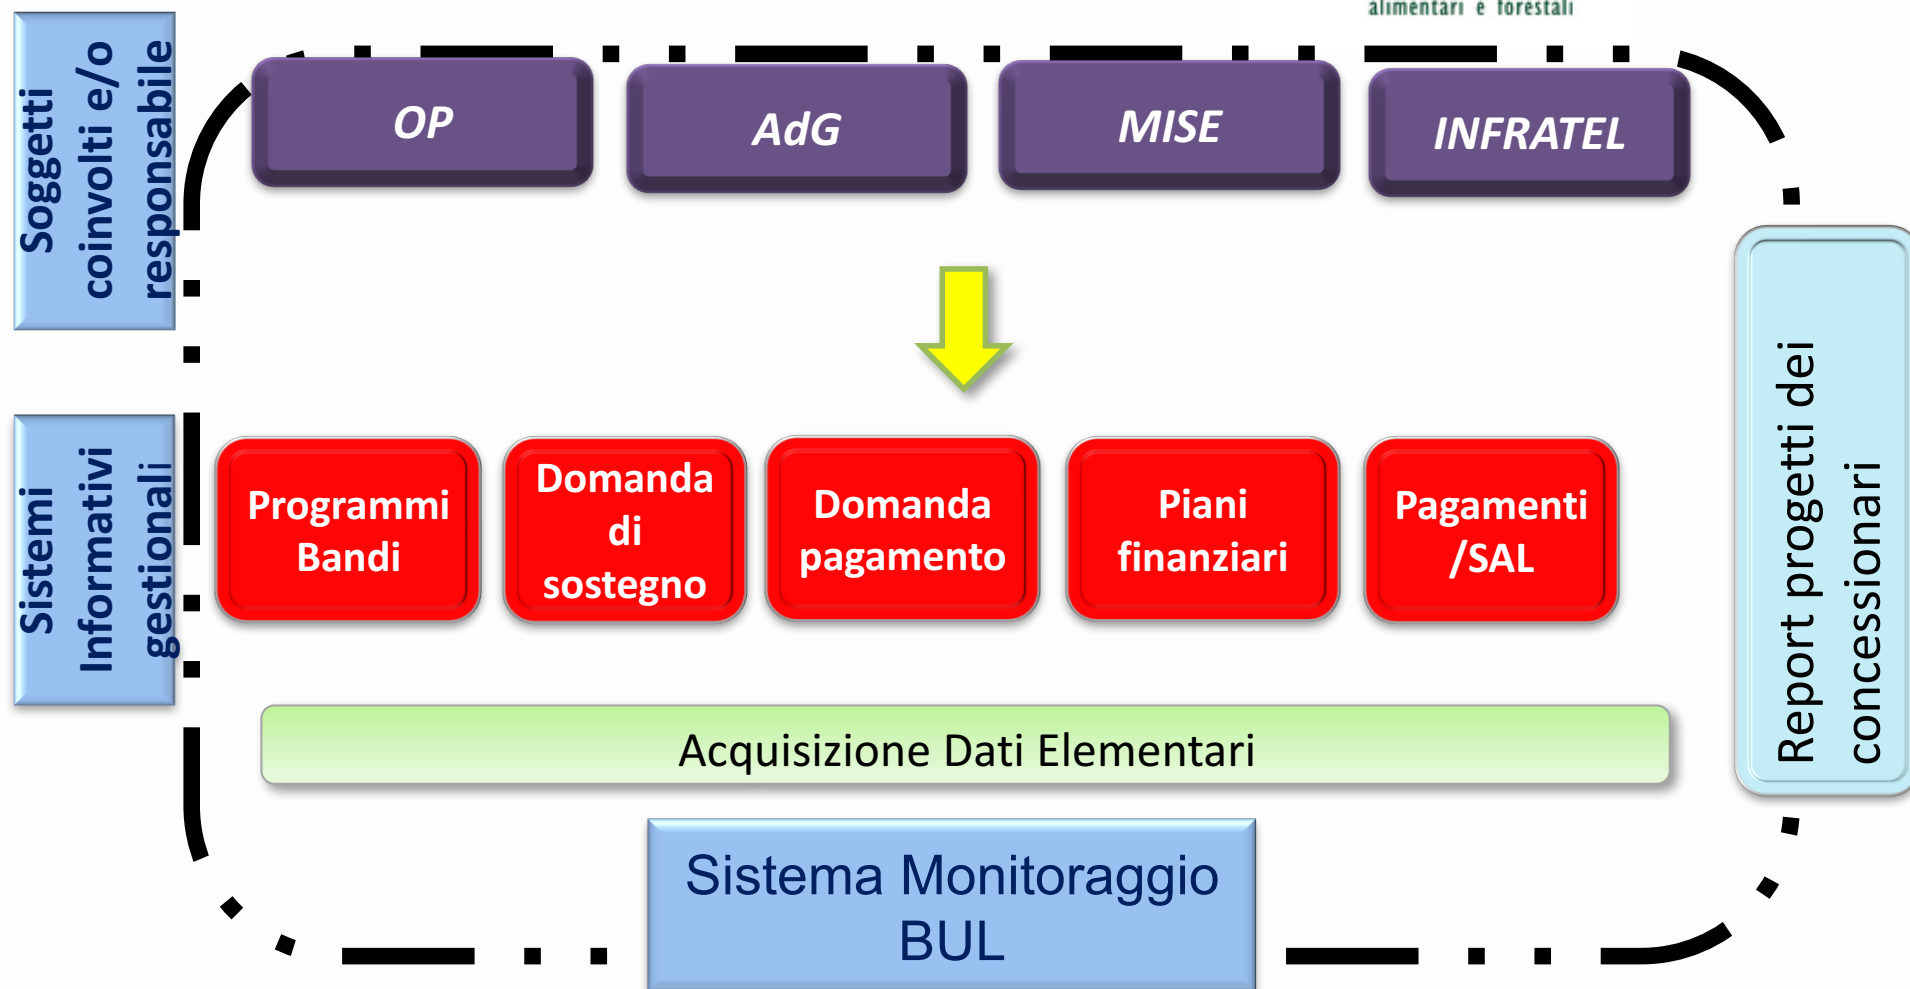 alimentari e forestali
Soggetti
coinvolti e/o
responsabile
OP
AdG
MISE
INFRATEL
Sistemi
Informativi
gestionali
Programmi
Bandi
Domanda
di
sostegno
Domanda
pagamento
Piani
finanziari
Pagamenti
/SAL
Report progetti dei
concessionari
Acquisizione Dati Elementari
Sistema Monitoraggio
BUL